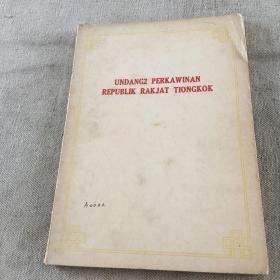 UNDANG2 PERKAWINAN
REPUBLIK RAKJAT TIONGKOK